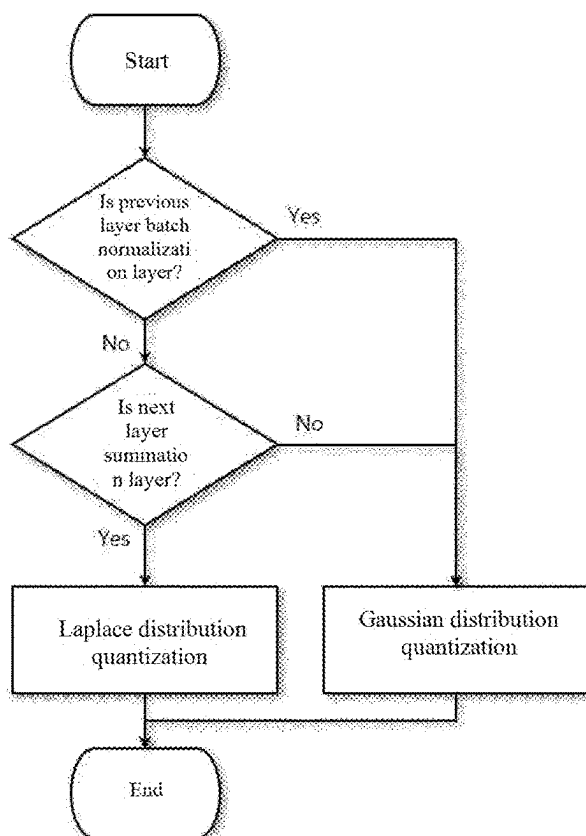 Start
Is previous
layer batch
normalizati
on layer?
Yes
No
Is next
layer
summatio
n layer?
No
Yes
Laplace distribution
quantization
Gaussian distribution
quantization
End